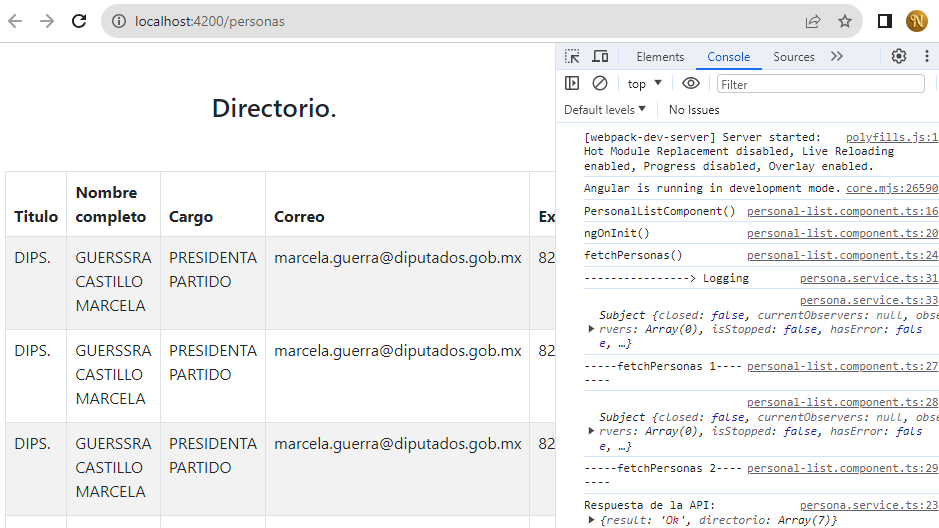 localhost:4200/personas
Directorio.
Titulo Nombre completo Cargo Correo Ex
DIPS. GUERSSRA PRESIDENTA marcela.guerra@diputados.gob.mx 82
CASTILLO PARTIDO
MARCELA
DIPS. GUERSSRA PRESIDENTA marcela.guerra@diputados.gob.mx 82
CASTILLO PARTIDO
MARCELA
DIPS. GUERSSRA PRESIDENTA marcela.guerra@diputados.gob.mx 82
CASTILLO PARTIDO
MARCELA
Elements Console Sources
top Filter
Default levels No Issues
[webpack-dev-server] Server started: polyfills.js:1
Hot Module Replacement disabled, Live Reloading
enabled, Progress disabled, Overlay enabled.
Angular is running in development mode. core.mjs:26590
PersonalListComponent() personal-list.component.ts:16
ngOnInit() personal-list.component.ts:20
fetchPersonas() personal-list.component.ts:24
----------------> Logging persona.service.ts:31
persona.service.ts:33
Subject {closed: false, currentObservers: null, obse
rvers: Array(0), isStopped: false, hasError: fals
e, …}
-----fetchPersonas 1---- personal-list.component.ts:27
----
personal-list.component.ts:28
Subject {closed: false, currentObservers: null, obse
rvers: Array(0), isStopped: false, hasError: fals
e, …}
-----fetchPersonas 2---- personal-list.component.ts:29
----
Respuesta de la API: persona.service.ts:23
{result: 'Ok', directorio: Array(7)}